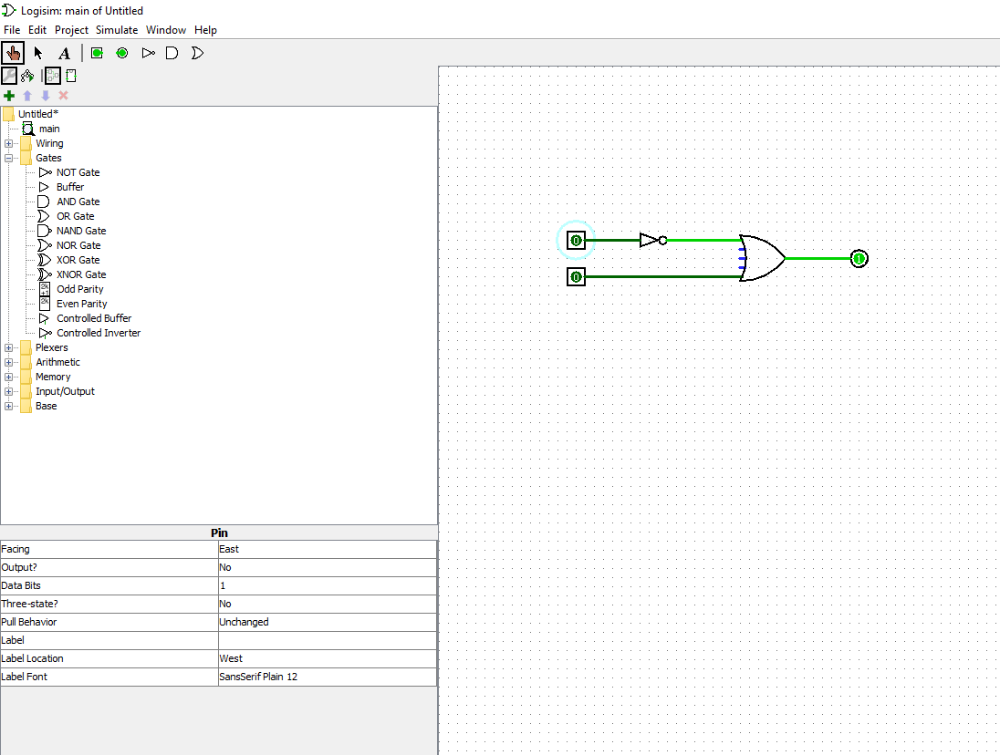 Logisim: main of Untitled
File Edit Project Simulate Window Help
A
Untitled*
main
Wiring
Gates
NOT Gate
Buffer
AND Gate
OR Gate
NAND Gate
NOR Gate
XOR Gate
XNOR Gate
2k+1 Odd Parity
2k Even Parity
Controlled Buffer
Controlled Inverter
Plexers
Arithmetic
Memory
Input/Output
Base
0
1
0
Pin
Facing East
Output? No
Data Bits 1
Three-state? No
Pull Behavior Unchanged
Label
Label Location West
Label Font SansSerif Plain 12